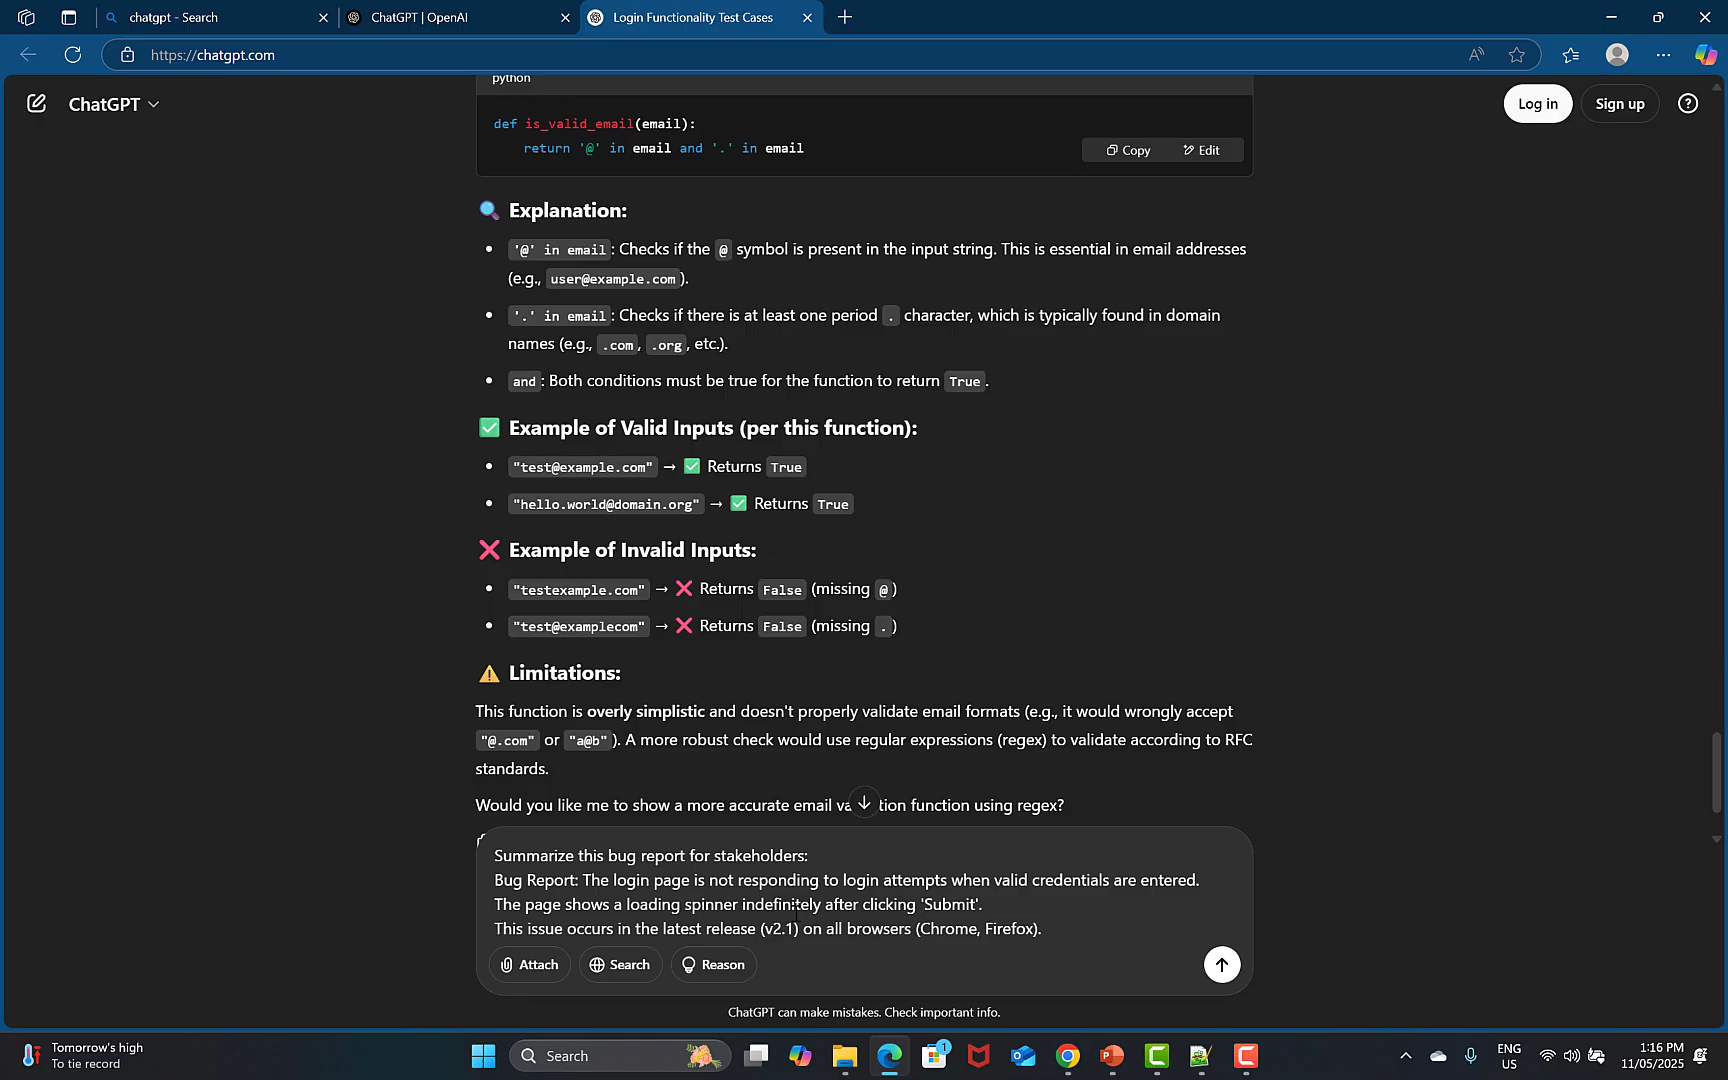 chatgpt - Search
ChatGPT | OpenAI
Login Functionality Test Cases
https://chatgpt.com
ChatGPT
Log in
Sign up
python
def is_valid_email(email):
return '@' in email and '.' in email
Copy
Edit
Explanation:
'@' in email: Checks if the @ symbol is present in the input string. This is essential in email addresses
(e.g., user@example.com).
'.' in email: Checks if there is at least one period . character, which is typically found in domain
names (e.g., .com, .org, etc.).
and: Both conditions must be true for the function to return True.
Example of Valid Inputs (per this function):
"test@example.com" → ✅ Returns True
"hello.world@domain.org" → ✅ Returns True
Example of Invalid Inputs:
"testexample.com" → ❌ Returns False (missing @)
"test@examplecom" → ❌ Returns False (missing .)
Limitations:
This function is overly simplistic and doesn't properly validate email formats (e.g., it would wrongly accept
"@.com" or "a@b"). A more robust check would use regular expressions (regex) to validate according to RFC
standards.
Would you like me to show a more accurate email va tion function using regex?
Summarize this bug report for stakeholders:
Bug Report: The login page is not responding to login attempts when valid credentials are entered.
The page shows a loading spinner indefinitely after clicking 'Submit'.
This issue occurs in the latest release (v2.1) on all browsers (Chrome, Firefox).
Attach
Search
Reason
ChatGPT can make mistakes. Check important info.
Tomorrow's high
To tie record
Search
1
ENG
US
1:16 PM
11/05/2025